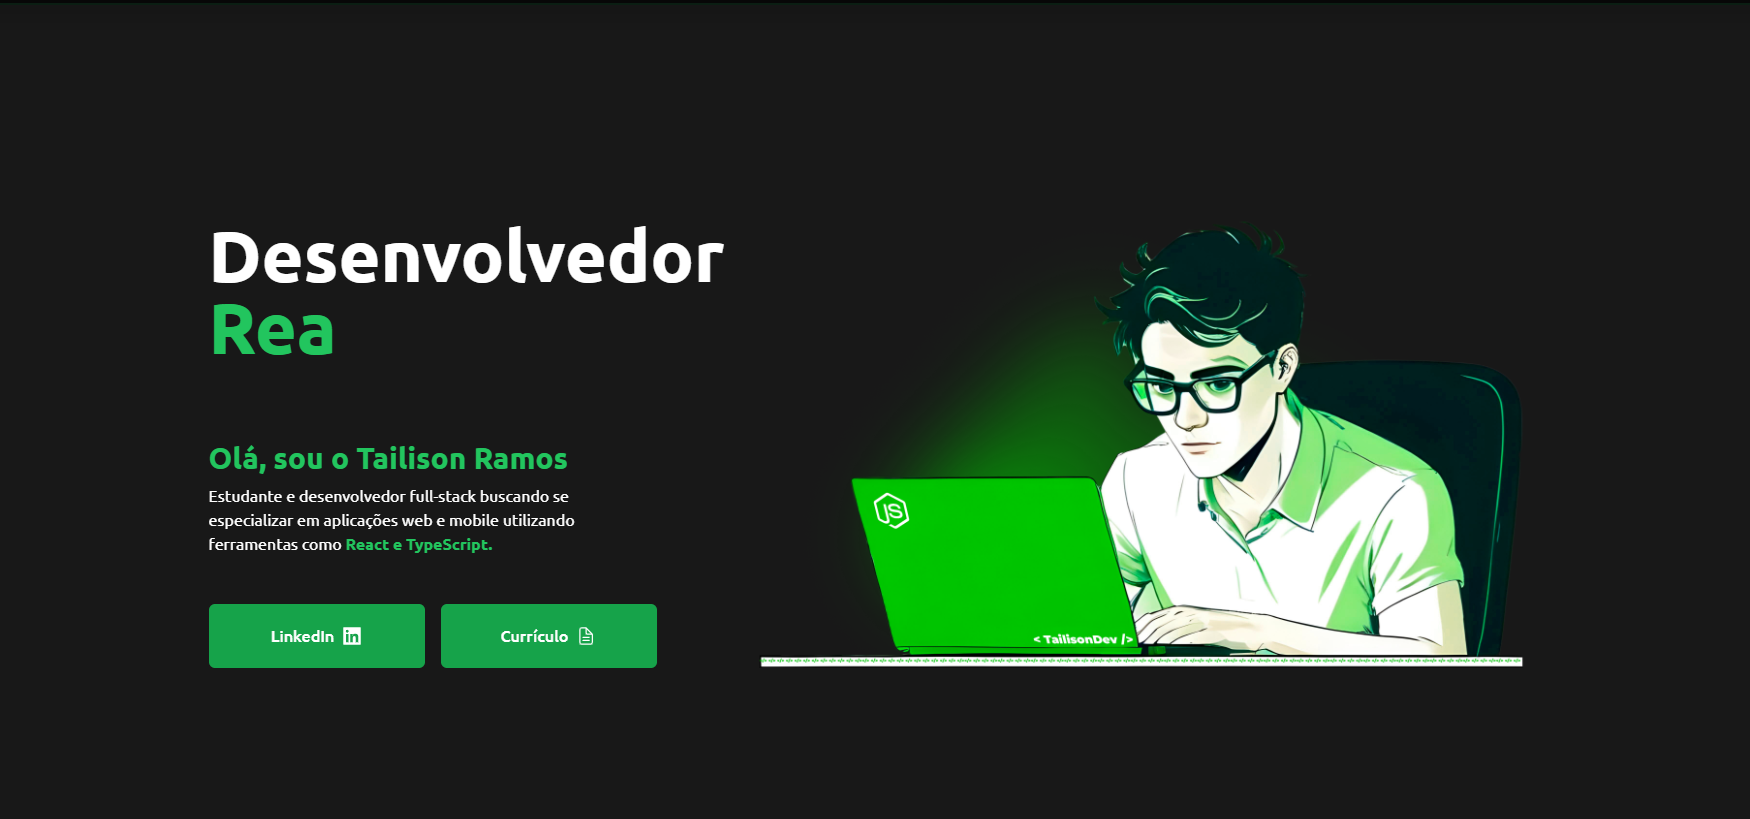 Desenvolvedor
Rea
Olá, sou o Tailison Ramos
Estudante e desenvolvedor full-stack buscando se
especializar em aplicações web e mobile utilizando
ferramentas como React e TypeScript.
LinkedIn in
Currículo
JS
< TailisonDev />